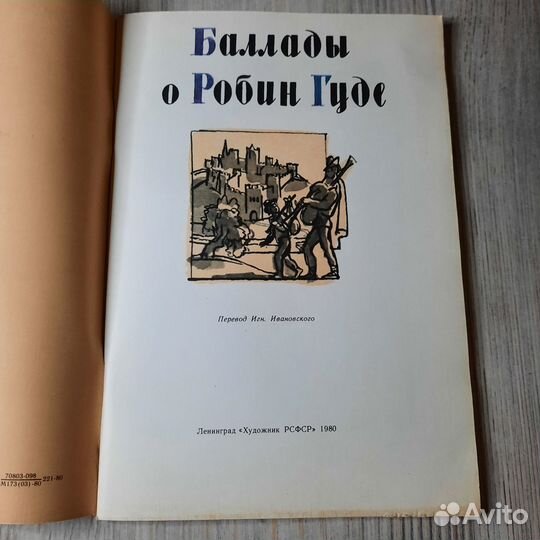 Баллады
о Робин Гуде
Перевод Игн. Ивановского
Ленинград «Художник РСФСР» 1980
70803-098
М173(03)-80 221-80
Avito